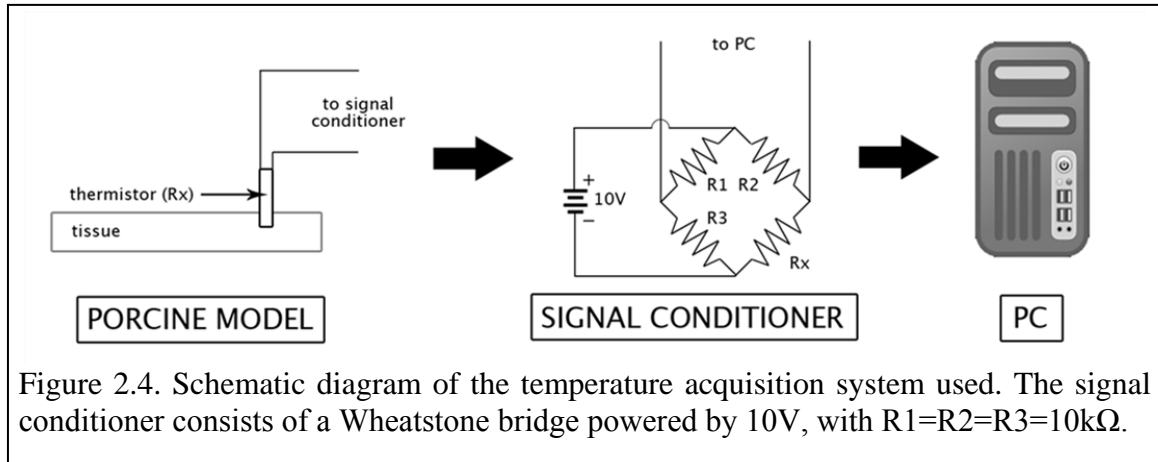 to PC
to signal
conditioner
thermistor (Rx)
tissue
+
10V
−
R1 R2
R3
Rx
PORCINE MODEL
SIGNAL CONDITIONER
PC
Figure 2.4. Schematic diagram of the temperature acquisition system used. The signal
conditioner consists of a Wheatstone bridge powered by 10V, with R1=R2=R3=10kΩ.